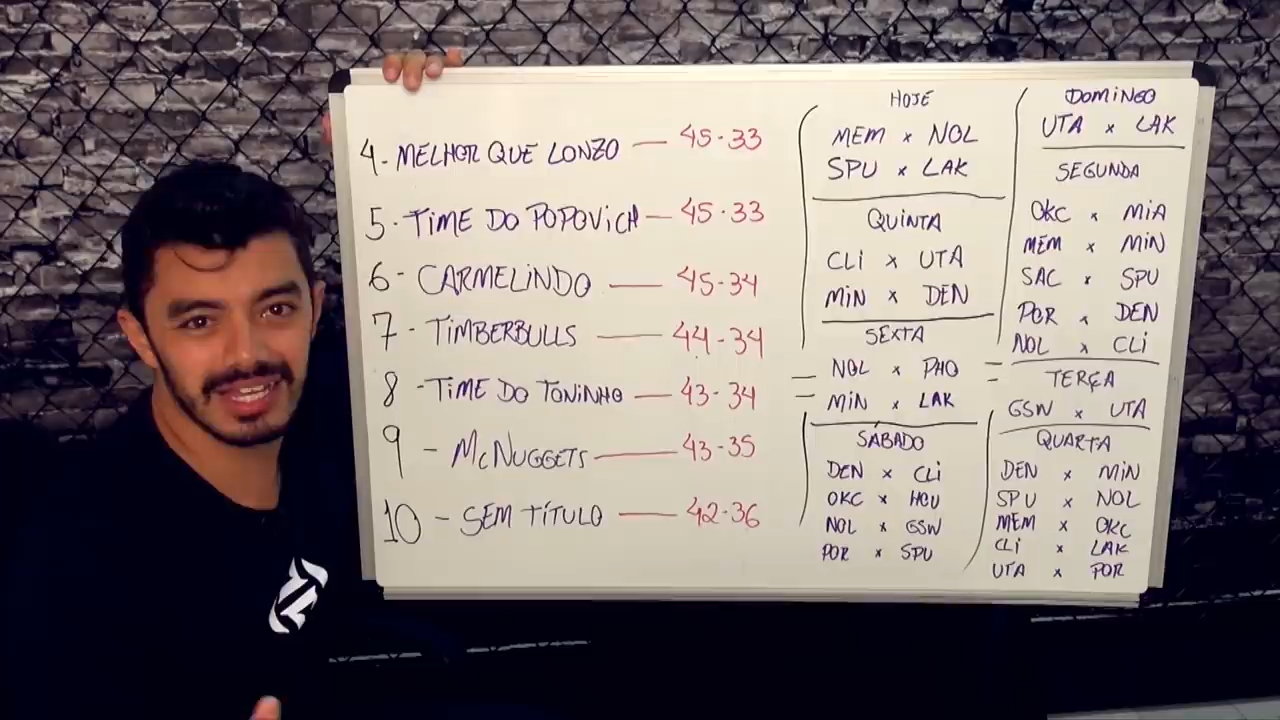 4- MELHOR QUE LONZO — 45-33
5- TIME DO POPOVICH — 45-33
6- CARMELINDO — 45-34
7- TIMBERBULLS — 44-34
8- TIME DO TONINHO — 43-34
9- McNUGGETS — 43-35
10- SEM TÍTULO — 42-36
HOJE
MEM x NOL
SPU x LAK
QUINTA
CLI x UTA
MIN x DEN
SEXTA
NOL x PHO
MIN x LAK
SÁBADO
DEN x CLI
OKC x HOU
NOL x GSW
POR x SPU
DOMINGO
UTA x LAK
SEGUNDA
OKC x MIA
MEM x MIN
SAC x SPU
POR x DEN
NOL x CLI
TERÇA
GSW x UTA
QUARTA
DEN x MIN
SPU x NOL
MEM x OKC
CLI x LAK
UTA x POR